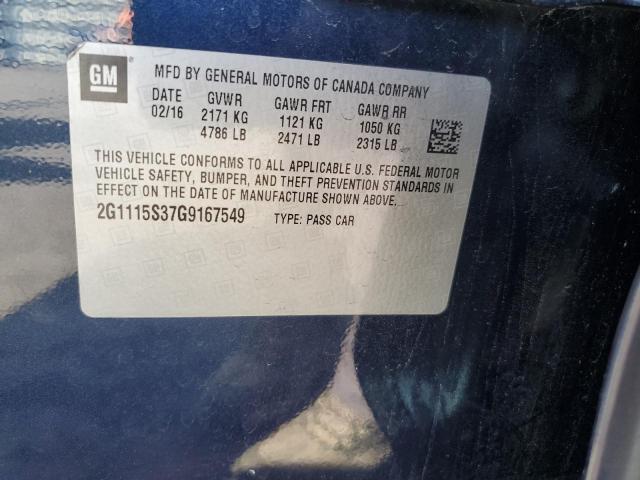 GM
MFD BY GENERAL MOTORS OF CANADA COMPANY
DATE GVWR GAWR FRT GAWR RR
02/16 2171 KG 1121 KG 1050 KG
4786 LB 2471 LB 2315 LB
THIS VEHICLE CONFORMS TO ALL APPLICABLE U.S. FEDERAL MOTOR
VEHICLE SAFETY, BUMPER, AND THEFT PREVENTION STANDARDS IN
EFFECT ON THE DATE OF MANUFACTURE SHOWN ABOVE.
2G1115S37G9167549 TYPE: PASS CAR